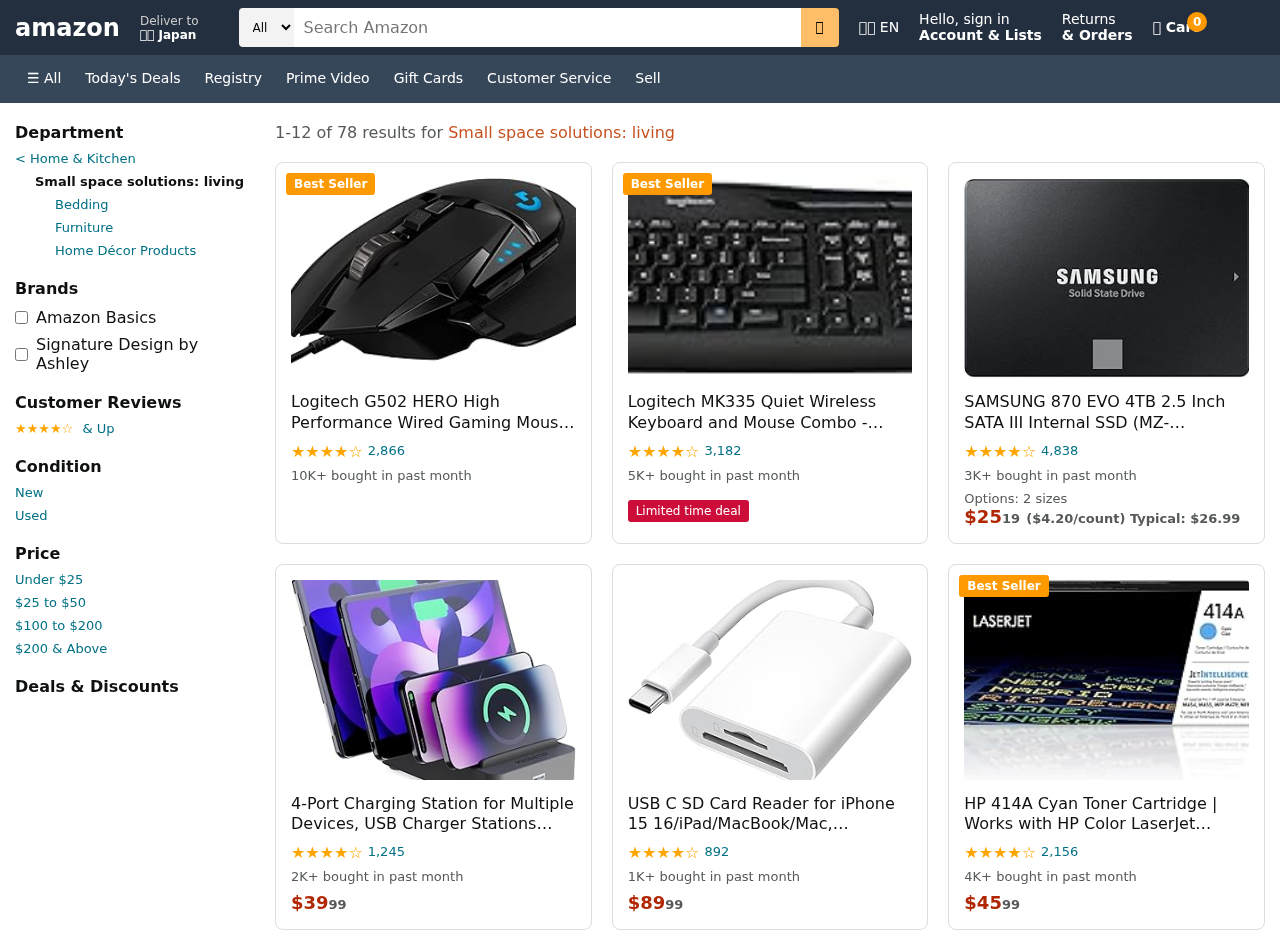 amazon
Deliver to
Japan
All
Search Amazon
EN
Hello, sign in
Account & Lists
Returns
& Orders
0
☰ All
Today's Deals
Registry
Prime Video
Gift Cards
Customer Service
Sell
Department
< Home & Kitchen
Small space solutions: living
Bedding
Furniture
Home Décor Products
Brands
Amazon Basics
Signature Design by
Ashley
Customer Reviews
★★★★☆ & Up
Condition
New
Used
Price
Under $25
$25 to $50
$100 to $200
$200 & Above
Deals & Discounts
1-12 of 78 results for Small space solutions: living
Best Seller
Logitech G502 HERO High
Performance Wired Gaming Mous...
★★★★☆ 2,866
10K+ bought in past month
Best Seller
Logitech MK335 Quiet Wireless
Keyboard and Mouse Combo -...
★★★★☆ 3,182
5K+ bought in past month
Limited time deal
SAMSUNG
Solid State Drive
SAMSUNG 870 EVO 4TB 2.5 Inch
SATA III Internal SSD (MZ-...
★★★★☆ 4,838
3K+ bought in past month
Options: 2 sizes
$25 19 ($4.20/count) Typical: $26.99
4-Port Charging Station for Multiple
Devices, USB Charger Stations...
★★★★☆ 1,245
2K+ bought in past month
$39 99
USB C SD Card Reader for iPhone
15 16/iPad/MacBook/Mac,...
★★★★☆ 892
1K+ bought in past month
$89 99
Best Seller
LASERJET
414A
JETINTELLIGENCE
NEW YORK
MADRID
HP 414A Cyan Toner Cartridge |
Works with HP Color LaserJet...
★★★★☆ 2,156
4K+ bought in past month
$45 99